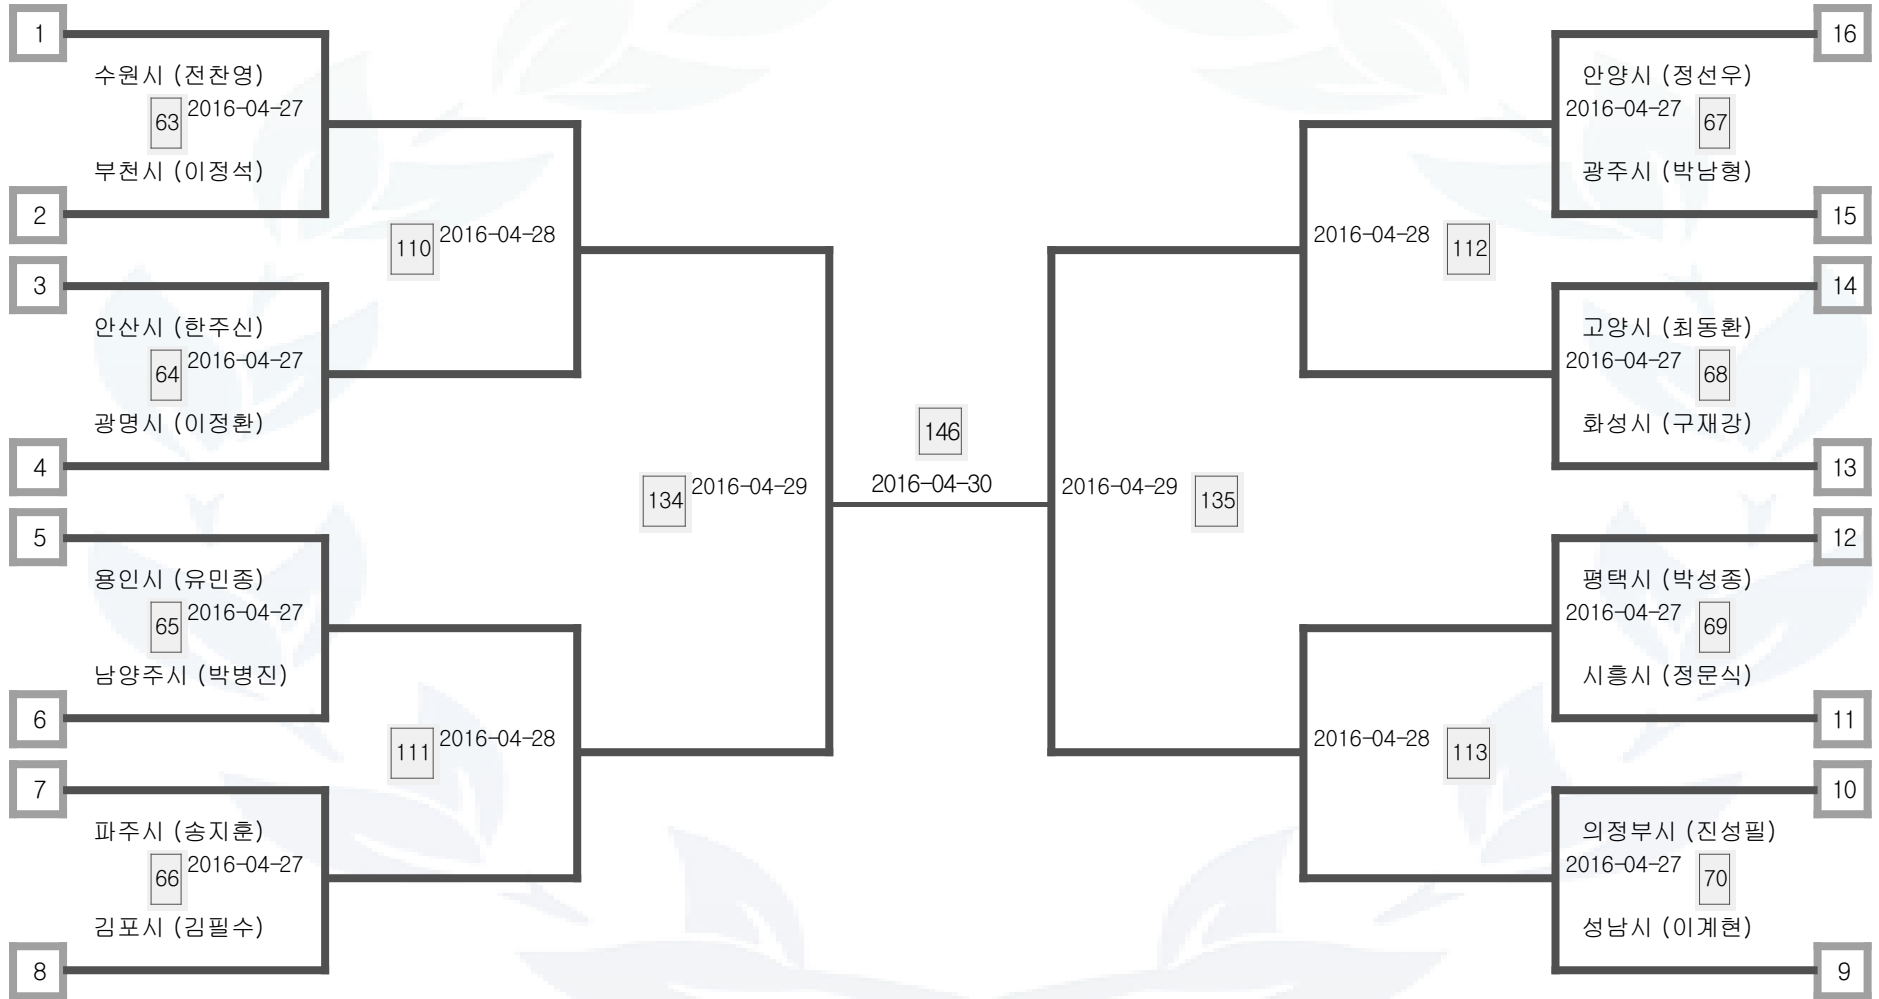 1
수원시 (전찬영)
63 2016-04-27
부천시 (이정석)
2
110 2016-04-28
3
안산시 (한주신)
64 2016-04-27
광명시 (이정환)
4
134 2016-04-29
5
용인시 (유민종)
65 2016-04-27
남양주시 (박병진)
6
111 2016-04-28
7
파주시 (송지훈)
66 2016-04-27
김포시 (김필수)
8
146
2016-04-30
16
안양시 (정선우)
2016-04-27 67
광주시 (박남형)
15
2016-04-28 112
14
고양시 (최동환)
2016-04-27 68
화성시 (구재강)
13
2016-04-29 135
12
평택시 (박성종)
2016-04-27 69
시흥시 (정문식)
11
2016-04-28 113
10
의정부시 (진성필)
2016-04-27 70
성남시 (이계현)
9